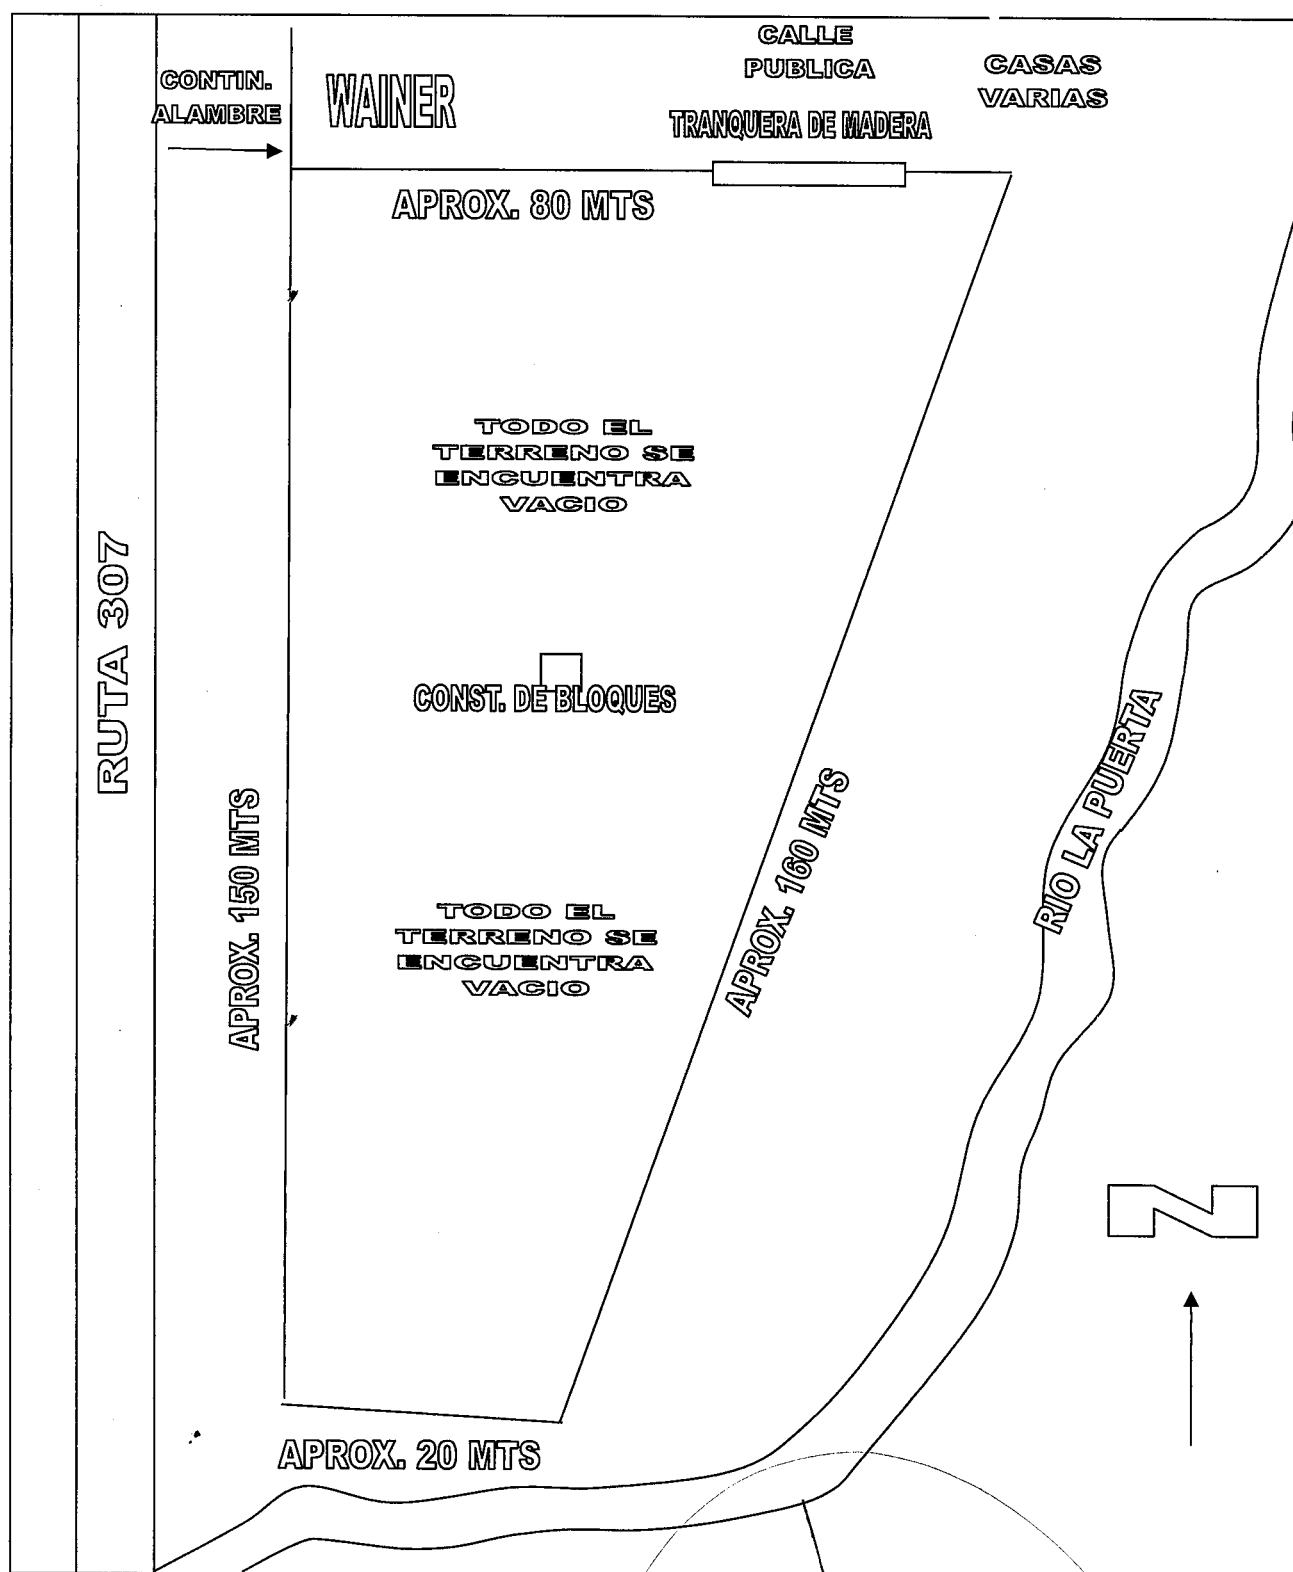 CALLE
PUBLICA
CASAS
VARIAS
CONTIN.
ALAMBRE
WAINER
TRANQUERA DE MADERA
APROX. 80 MTS
TODO EL
TERRENO SE
ENCUENTRA
VACIO
RUTA 307
CONST. DE BLOQUES
RIO LA PUERTA
APROX. 150 MTS
APROX. 160 MTS
TODO EL
TERRENO SE
ENCUENTRA
VACIO
N
APROX. 20 MTS